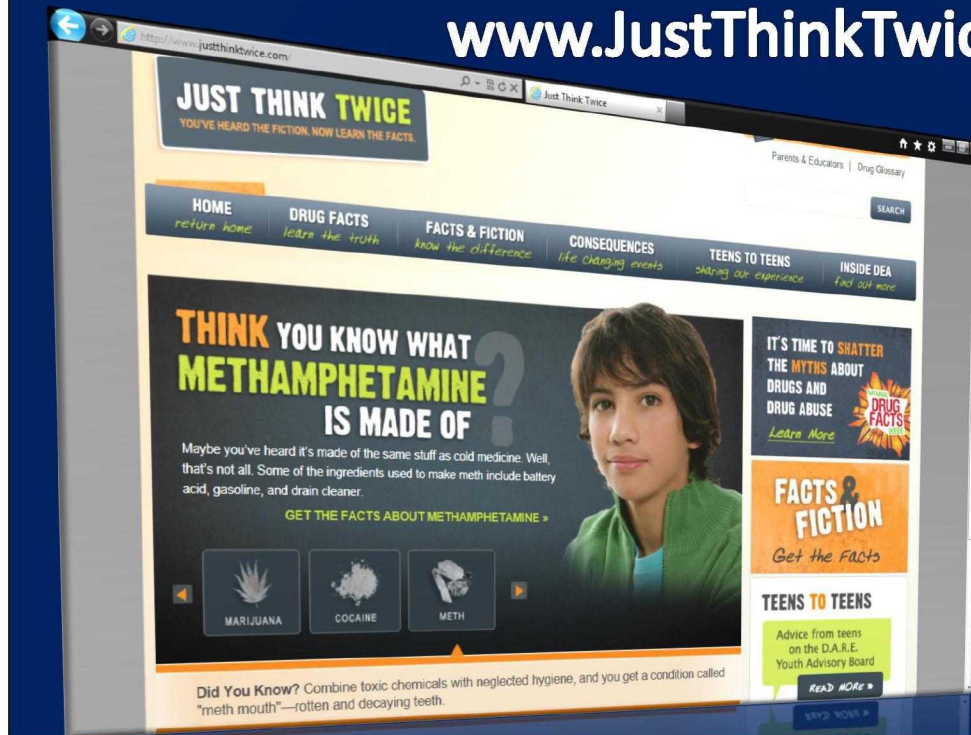 www.JustThinkTwic
http://www.justthinktwice.com/
Just Think Twice
JUST THINK TWICE
YOU'VE HEARD THE FICTION. NOW LEARN THE FACTS.
Parents & Educators | Drug Glossary
SEARCH
HOME
return home
DRUG FACTS
learn the truth
FACTS & FICTION
know the difference
CONSEQUENCES
life changing events
TEENS TO TEENS
sharing our experience
INSIDE DEA
find out more
THINK YOU KNOW WHAT
METHAMPHETAMINE
IS MADE OF
?
Maybe you've heard it's made of the same stuff as cold medicine. Well,
that's not all. Some of the ingredients used to make meth include battery
acid, gasoline, and drain cleaner.
GET THE FACTS ABOUT METHAMPHETAMINE »
MARIJUANA
COCAINE
METH
Did You Know? Combine toxic chemicals with neglected hygiene, and you get a condition called
"meth mouth"—rotten and decaying teeth.
IT'S TIME TO SHATTER
THE MYTHS ABOUT
DRUGS AND
DRUG ABUSE
Learn More
NATIONAL
DRUG
FACTS
WEEK
FACTS &
FICTION
Get the Facts
TEENS TO TEENS
Advice from teens
on the D.A.R.E.
Youth Advisory Board
READ MORE »